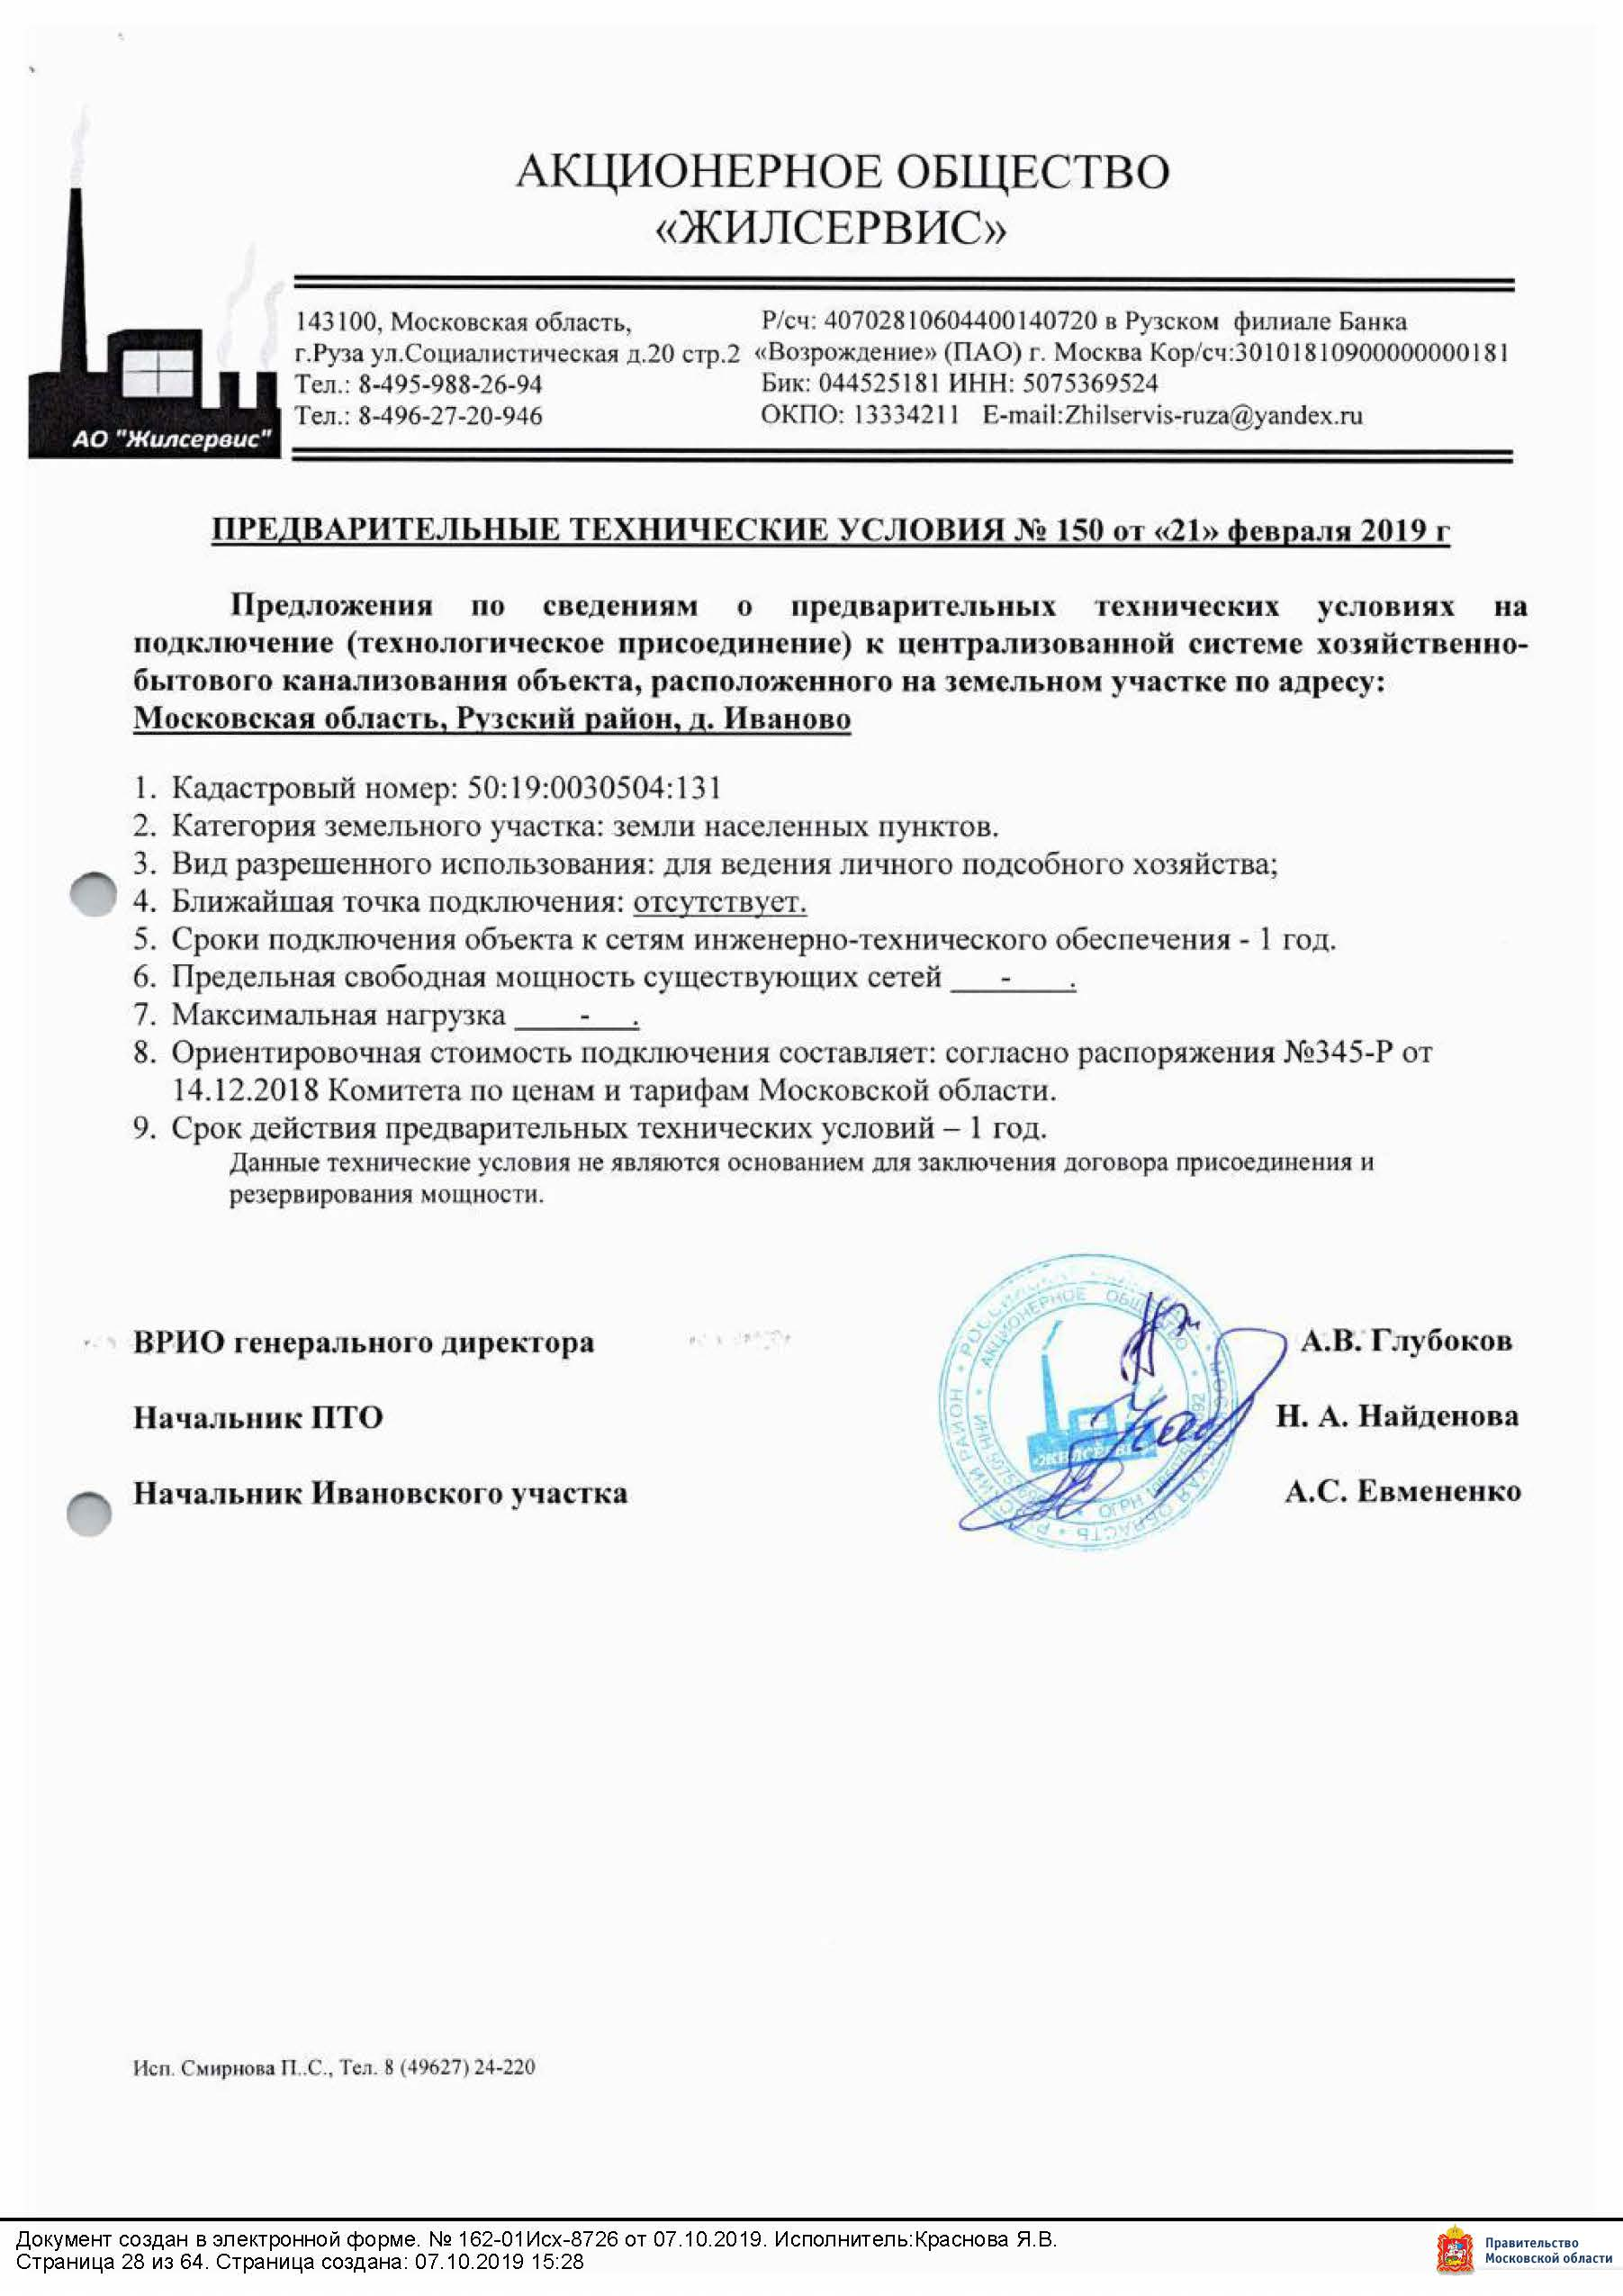 АКЦИОНЕРНОЕ ОБЩЕСТВО
«ЖИЛСЕРВИС»
143100, Московская область,
г.Руза ул.Социалистическая д.20 стр.2
Тел.: 8-495-988-26-94
Тел.: 8-496-27-20-946
Р/сч: 40702810604400140720 в Рузском филиале Банка
«Возрождение» (ПАО) г. Москва Кор/сч:30101810900000000181
Бик: 044525181 ИНН: 5075369524
ОКПО: 13334211 E-mail:Zhilservis-ruza@yandex.ru
АО "Жилсервис"
ПРЕДВАРИТЕЛЬНЫЕ ТЕХНИЧЕСКИЕ УСЛОВИЯ № 150 от «21» февраля 2019 г
Предложения по сведениям о предварительных технических условиях на
подключение (технологическое присоединение) к централизованной системе хозяйственно-
бытового канализования объекта, расположенного на земельном участке по адресу:
Московская область, Рузский район, д. Иваново
1. Кадастровый номер: 50:19:0030504:131
2. Категория земельного участка: земли населенных пунктов.
3. Вид разрешенного использования: для ведения личного подсобного хозяйства;
4. Ближайшая точка подключения: отсутствует.
5. Сроки подключения объекта к сетям инженерно-технического обеспечения - 1 год.
6. Предельная свободная мощность существующих сетей ___-____.
7. Максимальная нагрузка ____-___.
8. Ориентировочная стоимость подключения составляет: согласно распоряжения №345-Р от
14.12.2018 Комитета по ценам и тарифам Московской области.
9. Срок действия предварительных технических условий – 1 год.
Данные технические условия не являются основанием для заключения договора присоединения и
резервирования мощности.
ВРИО генерального директора А.В. Глубоков
Начальник ПТО Н. А. Найденова
Начальник Ивановского участка А.С. Евмененко
АКЦИОНЕРНОЕ ОБЩЕСТВО
«ЖИЛСЕРВИС»
Исп. Смирнова П..С., Тел. 8 (49627) 24-220
Документ создан в электронной форме. № 162-01Исх-8726 от 07.10.2019. Исполнитель:Краснова Я.В.
Страница 28 из 64. Страница создана: 07.10.2019 15:28
Правительство
Московской области